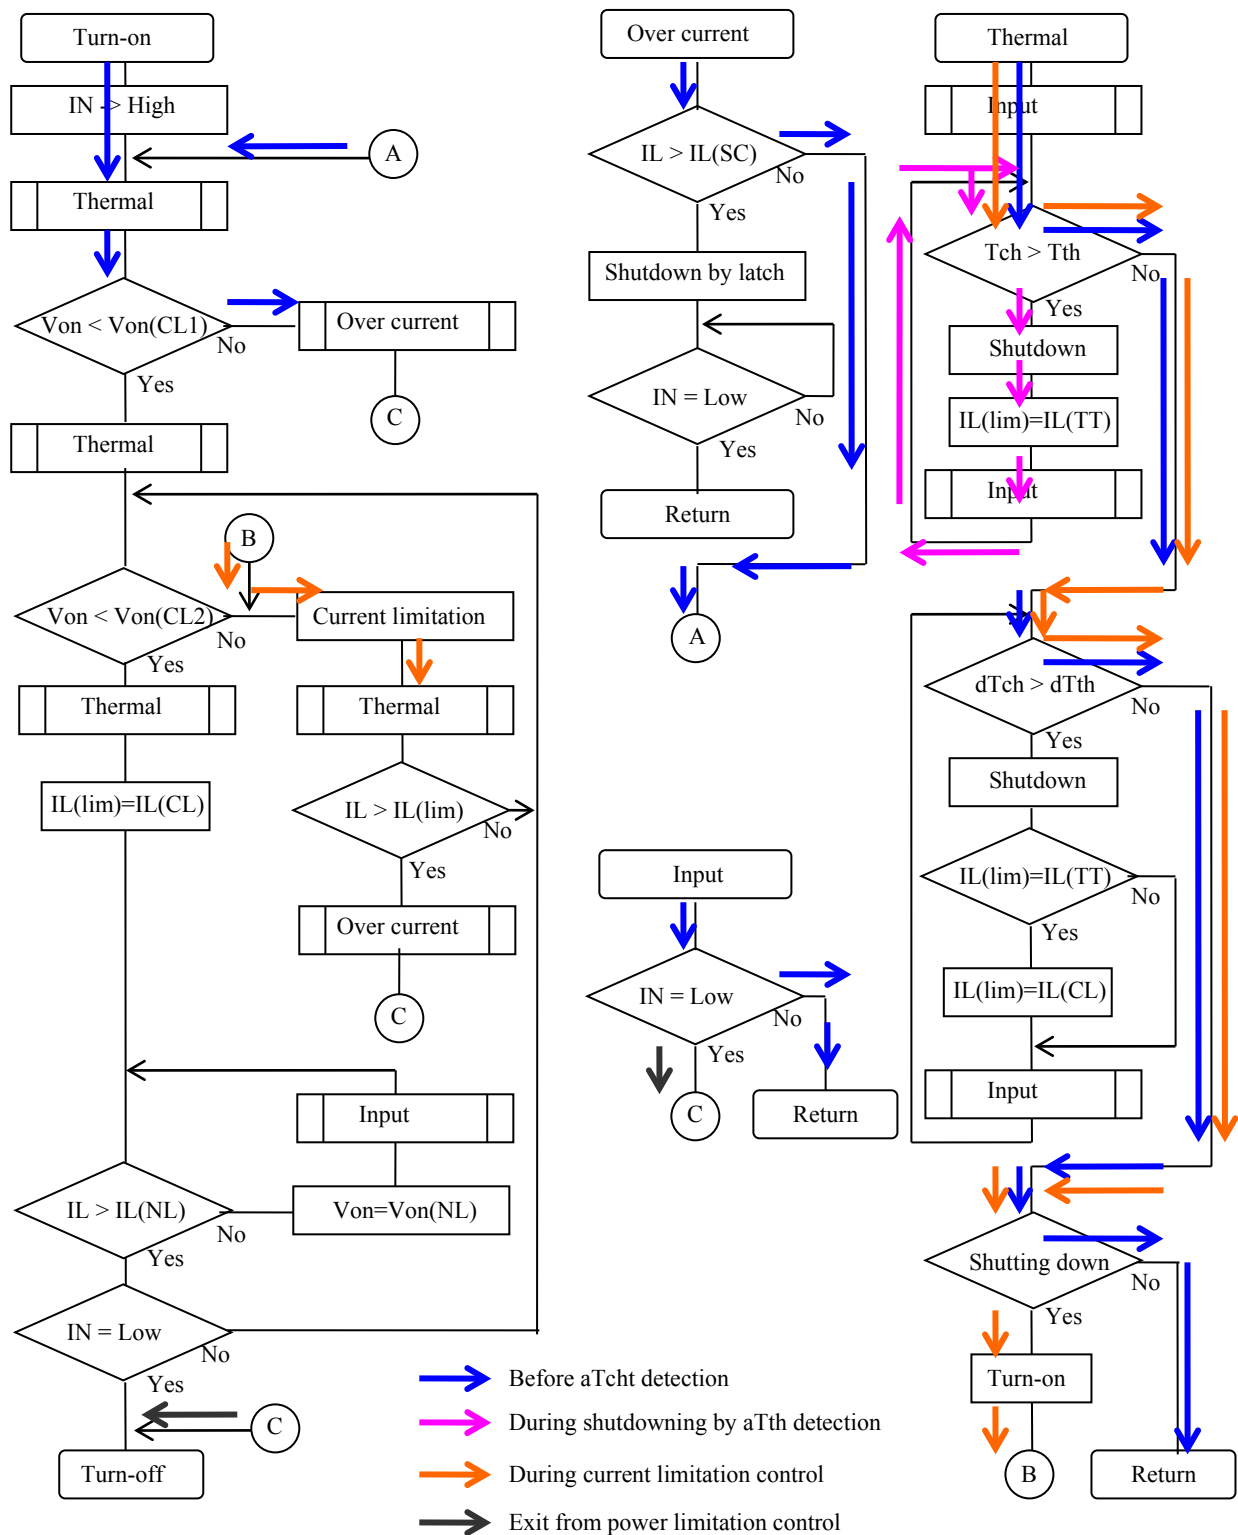 Turn-on
IN -> High
A
Thermal
Von < Von(CL1)
No
Yes
Over current
C
Thermal
B
Von < Von(CL2)
No
Yes
Current limitation
Thermal
Thermal
IL(lim)=IL(CL)
IL > IL(lim)
No
Yes
Over current
C
Input
Von=Von(NL)
IL > IL(NL)
No
Yes
IN = Low
No
Yes
C
Turn-off
Over current
IL > IL(SC)
No
Yes
Shutdown by latch
IN = Low
No
Yes
Return
A
Input
IN = Low
No
Yes
C
Return
Thermal
Input
Tch > Tth
No
Yes
Shutdown
IL(lim)=IL(TT)
Input
dTch > dTth
No
Yes
Shutdown
IL(lim)=IL(TT)
No
Yes
IL(lim)=IL(CL)
Input
Shutting down
No
Yes
Turn-on
B
Return
Before aTcht detection
During shutdowning by aTth detection
During current limitation control
Exit from power limitation control